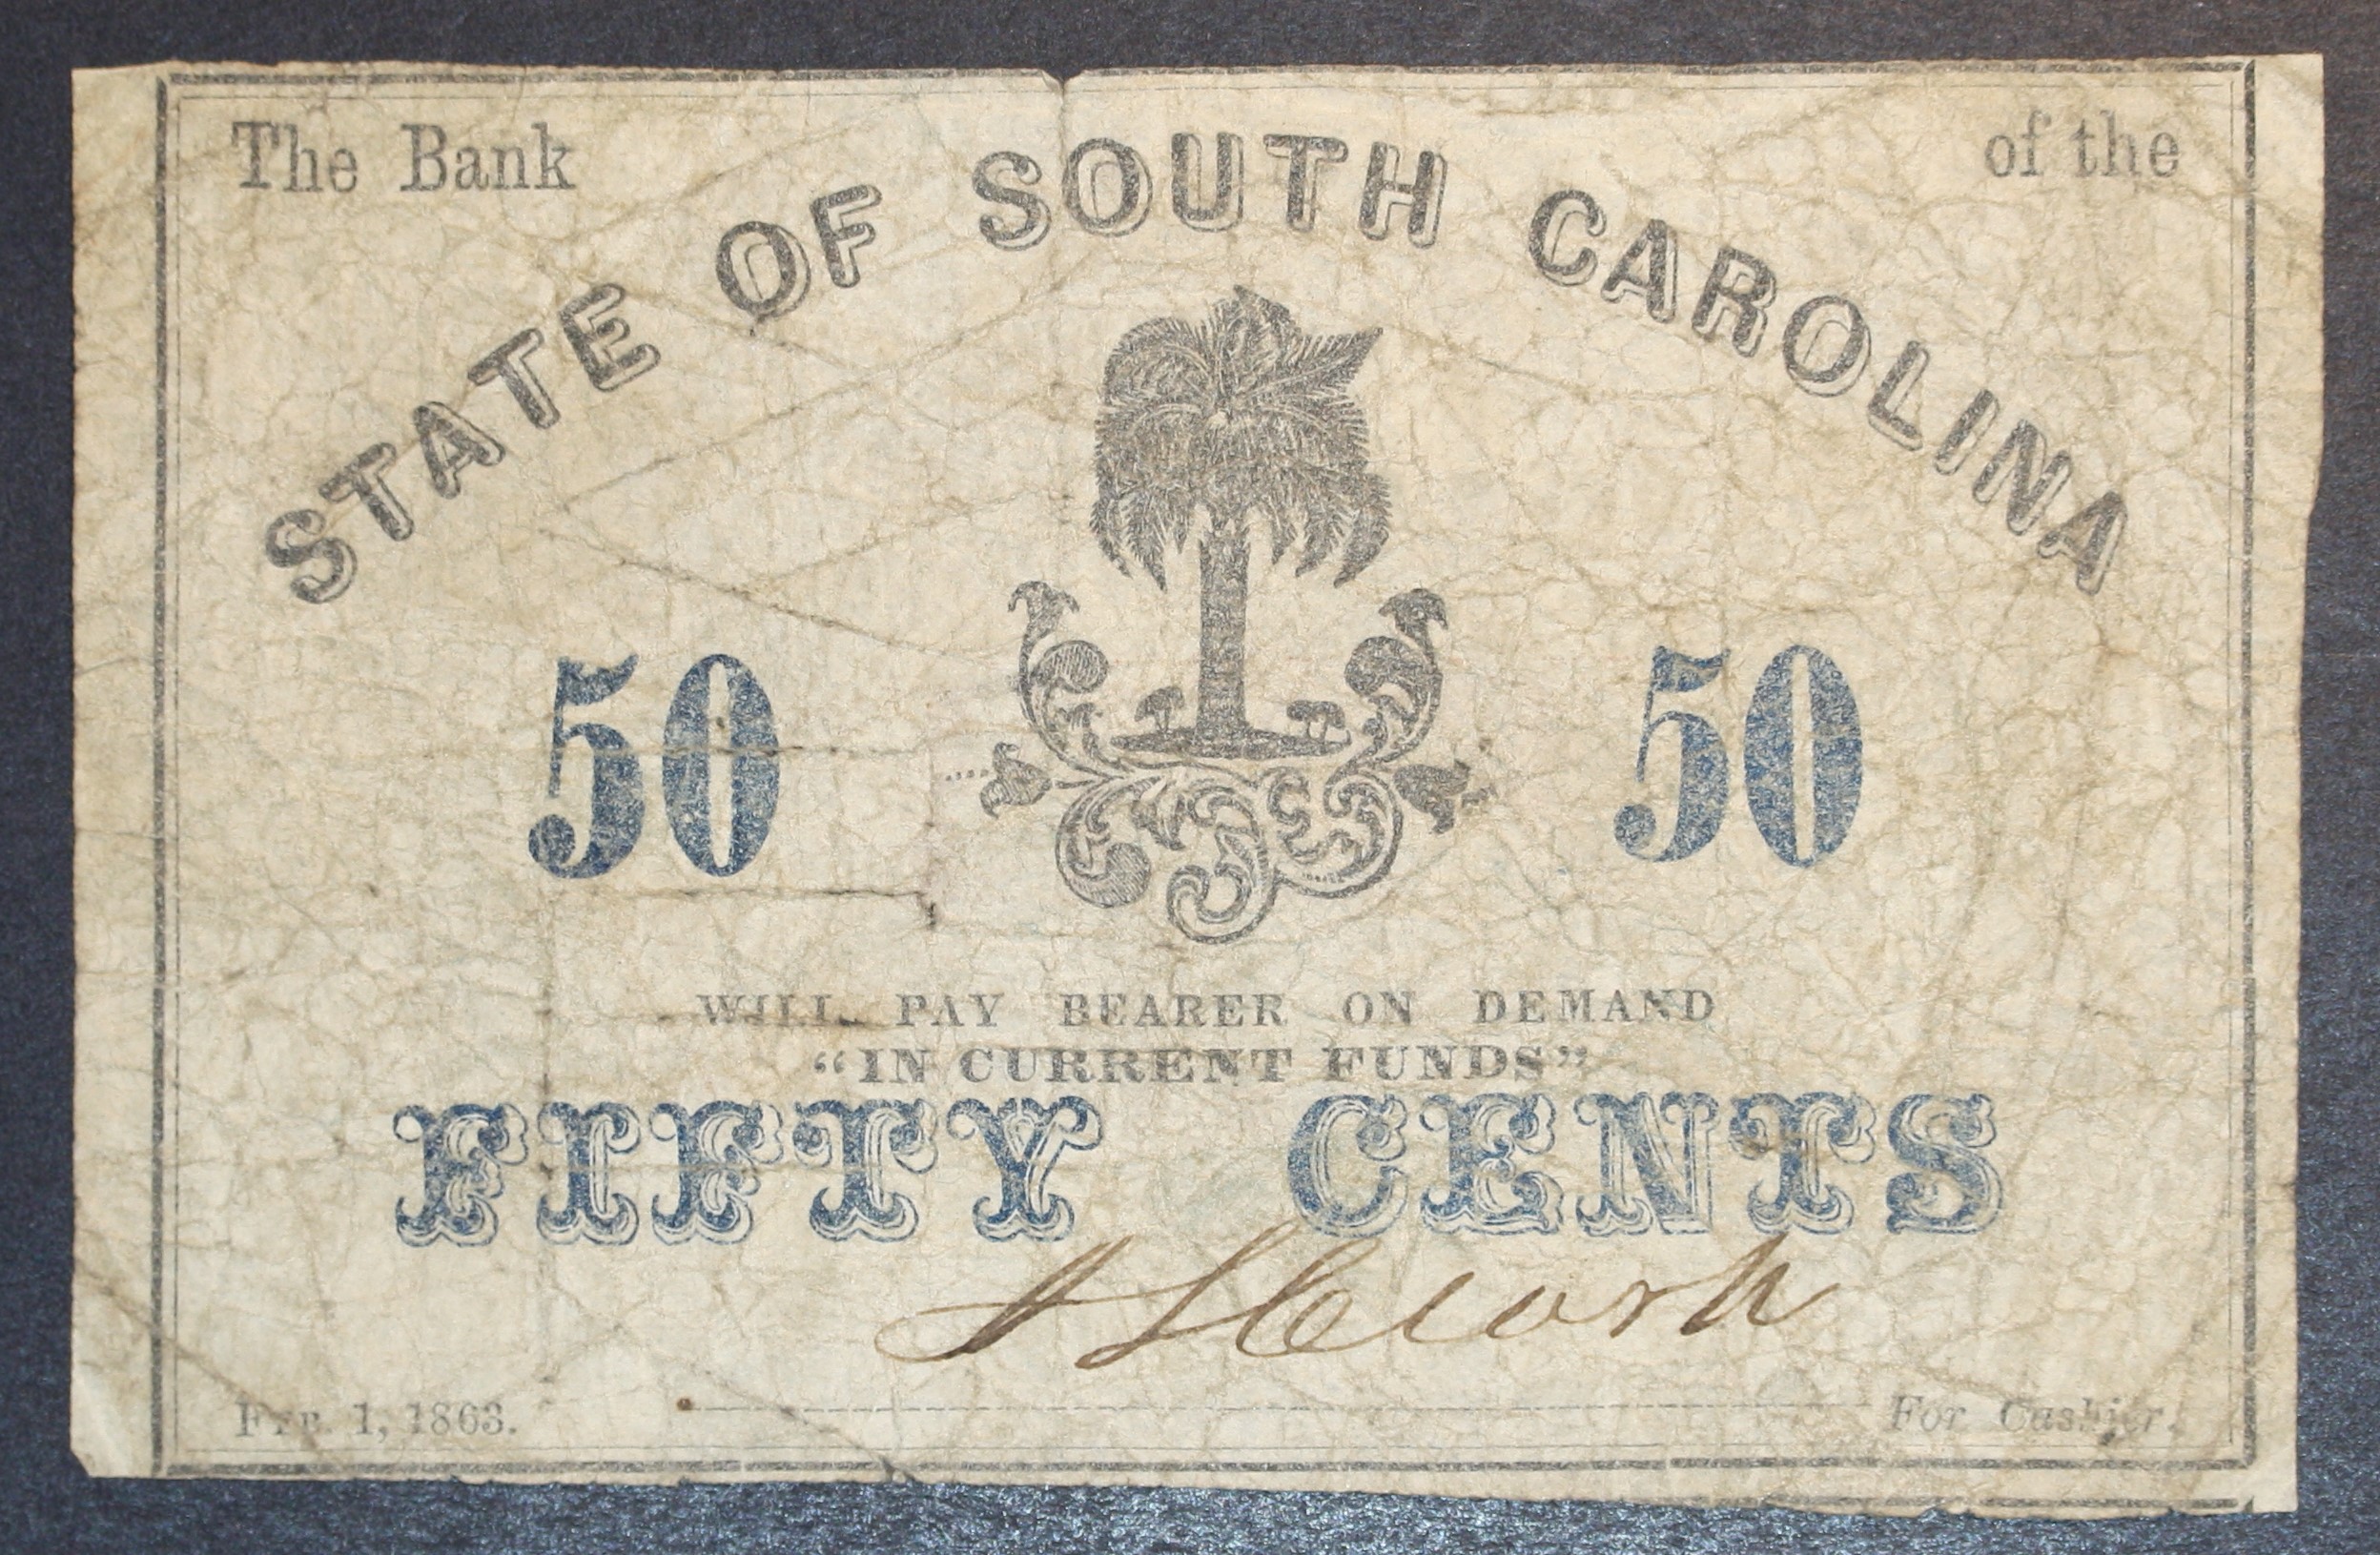 The Bank of the
STATE OF SOUTH CAROLINA
50 50
WILL PAY BEARER ON DEMAND
"IN CURRENT FUNDS"
FIFTY CENTS
FEB. 1, 1863. For Cashier.